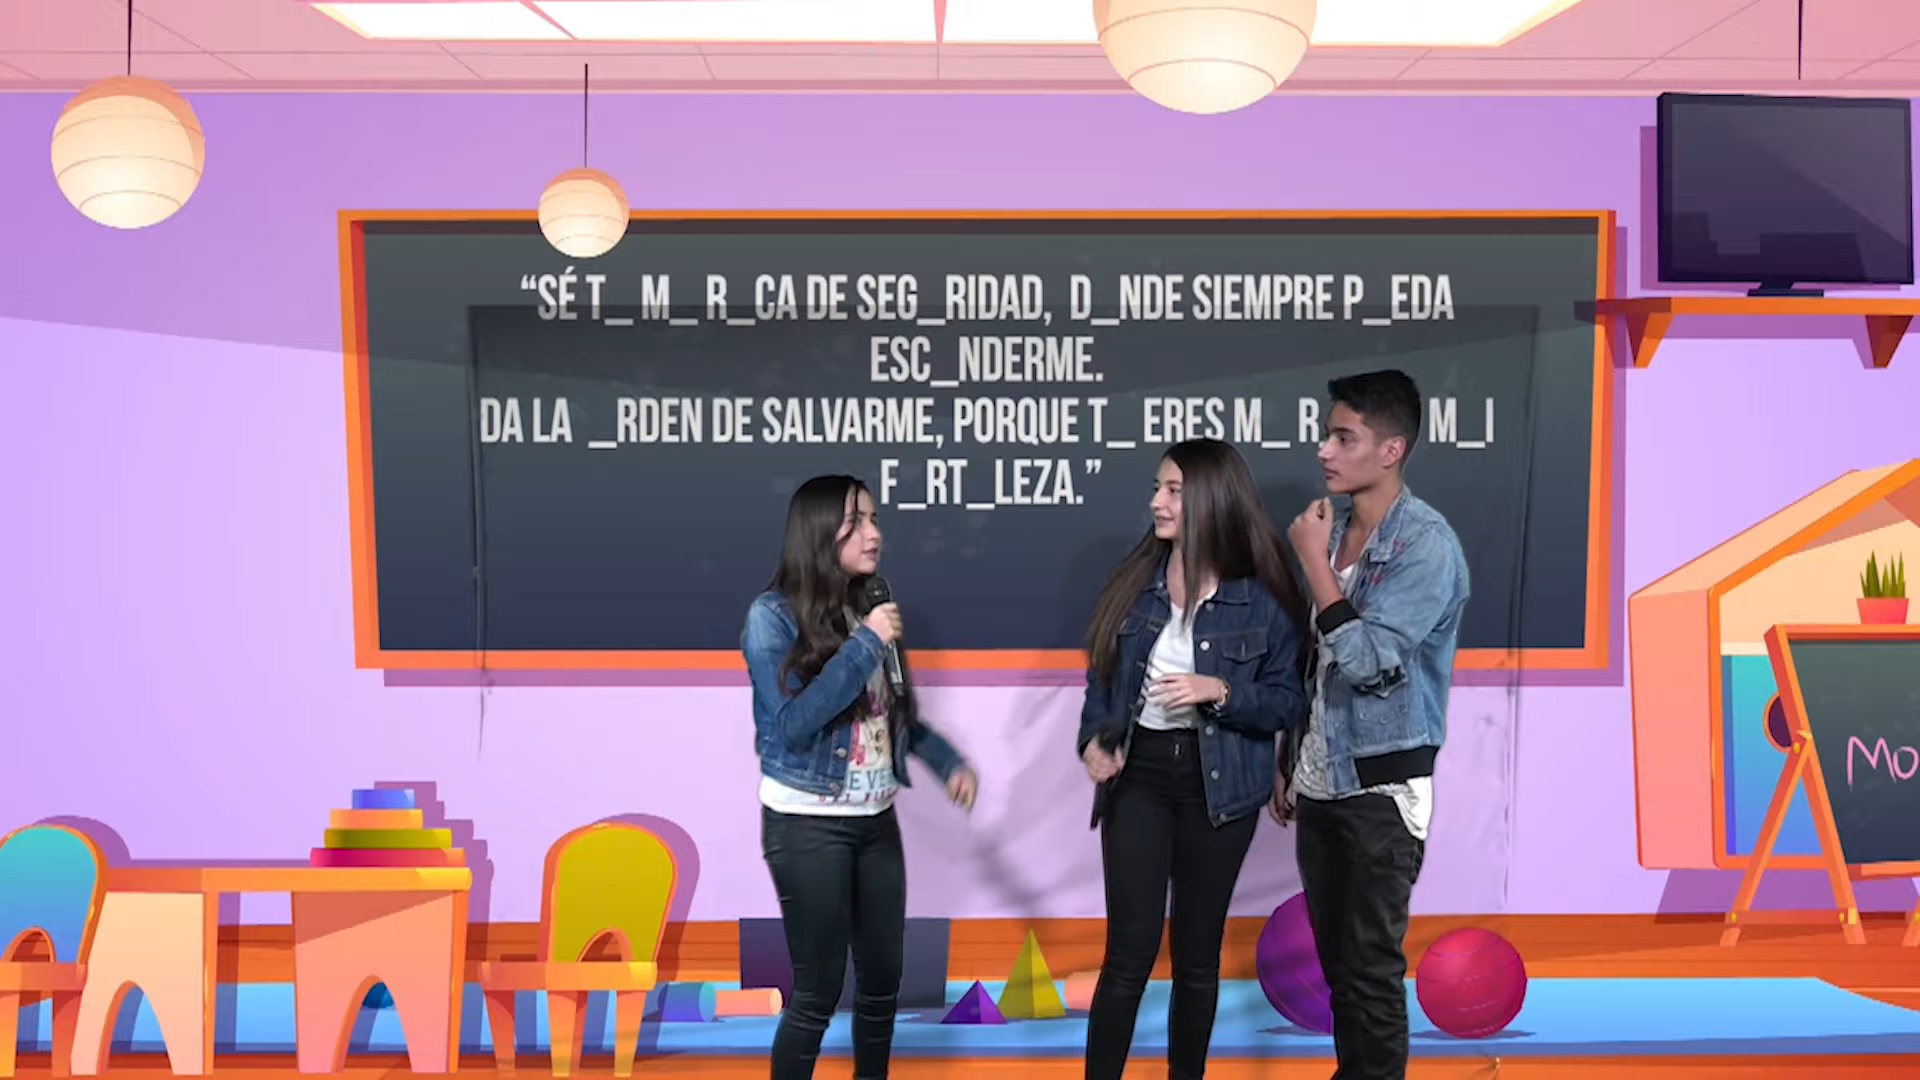 “SÉ T_ M_ R_CA DE SEG_RIDAD, D_NDE SIEMPRE P_EDA
ESC_NDERME.
DA LA _RDEN DE SALVARME, PORQUE T_ ERES M_ M_I
F_RT_LEZA.”
EVE
Mo